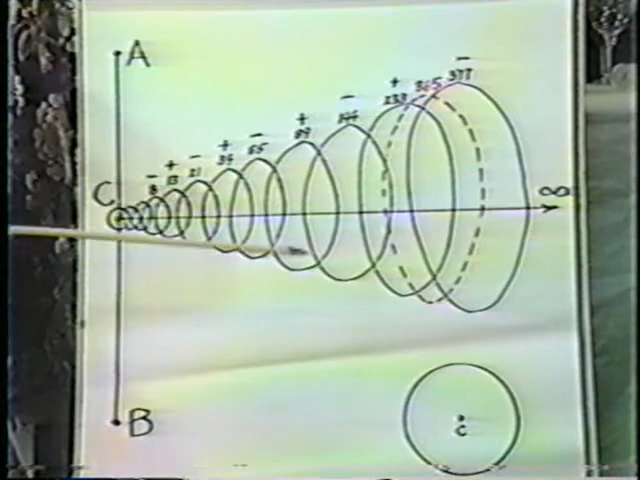 A
− 377
+ 233
− 144
+ 89
− 55
+ 34
− 21
+ 13
− 8
C
∞
B
c